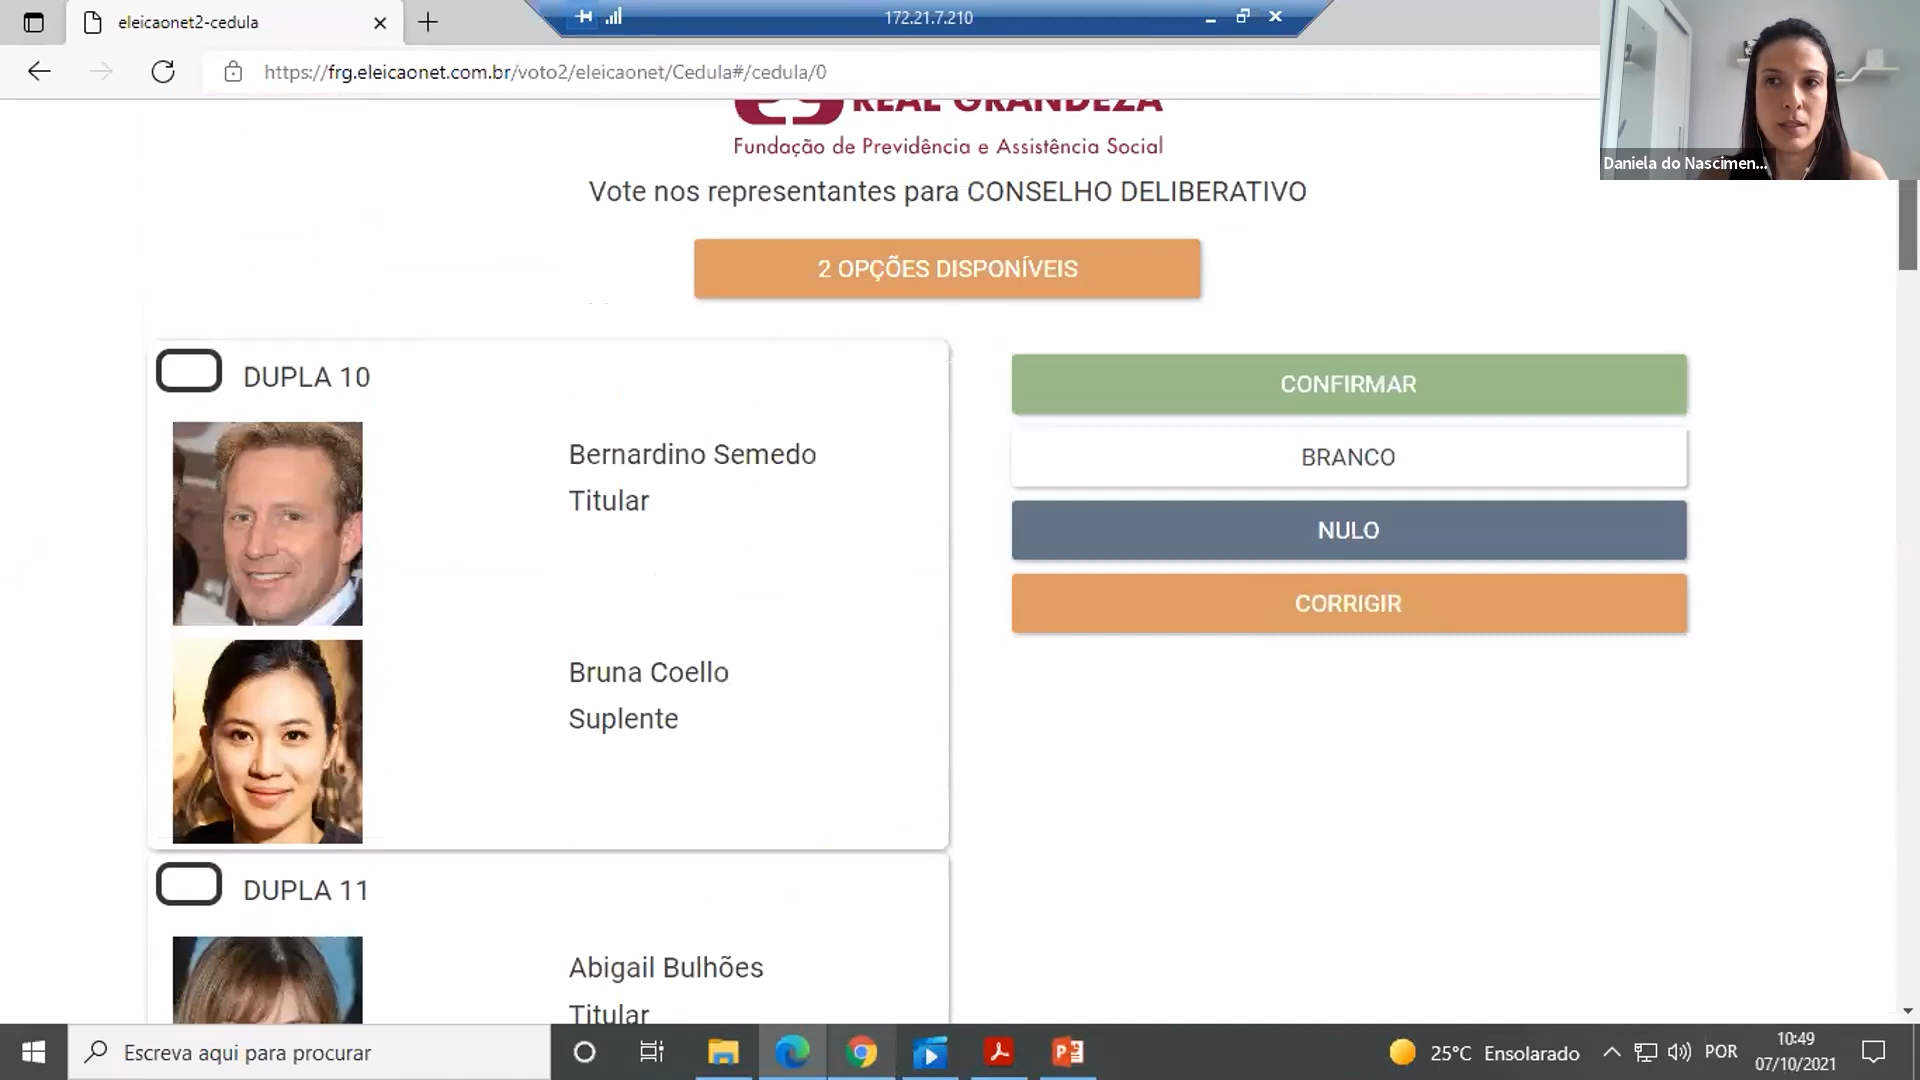 eleicaonet2-cedula
172.21.7.210
https://frg.eleicaonet.com.br/voto2/eleicaonet/Cedula#/cedula/0
Daniela do Nascimen...
REAL GRANDEZA
Fundação de Previdência e Assistência Social
Vote nos representantes para CONSELHO DELIBERATIVO
2 OPÇÕES DISPONÍVEIS
DUPLA 10
Bernardino Semedo
Titular
Bruna Coello
Suplente
DUPLA 11
Abigail Bulhões
Titular
CONFIRMAR
BRANCO
NULO
CORRIGIR
Escreva aqui para procurar
25°C Ensolarado
POR
10:49
07/10/2021